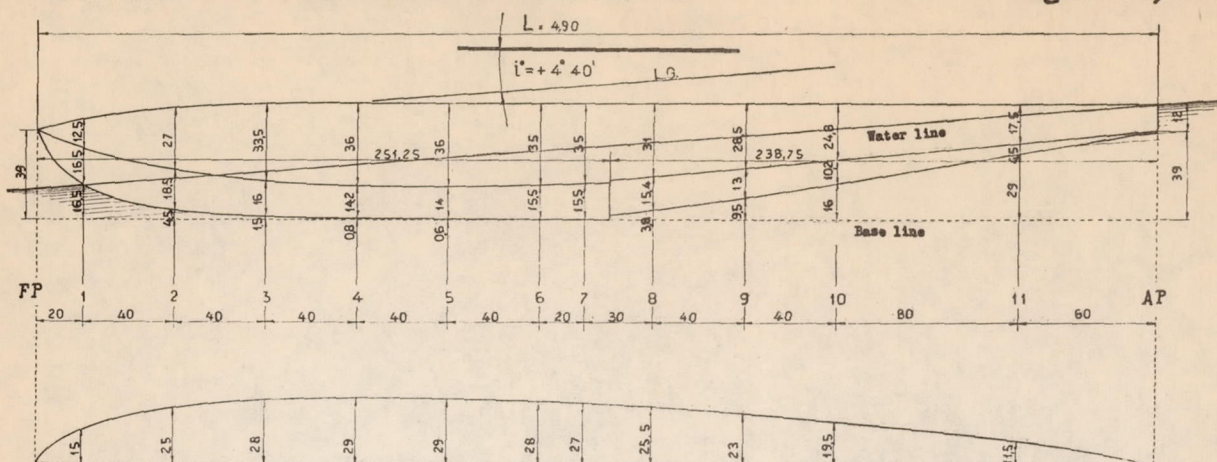 L. 4,90
i°=+4° 40'
12,5 27 33,5 36 36 35 35 31 28,5 24,8 17,5 12
Water line
251,25 238,75
39 16,5 18,5 16 14,2 14 15,5 15,5 15,4 13 10,2 39
16,5 4,5 1,5 0,8 0,6 3,8 9,5 16 29
Base line
FP 1 2 3 4 5 6 7 8 9 10 11 AP
20 40 40 40 40 40 20 30 40 40 80 60
15 25 28 29 29 28 27 25,5 23 19,5 11,5